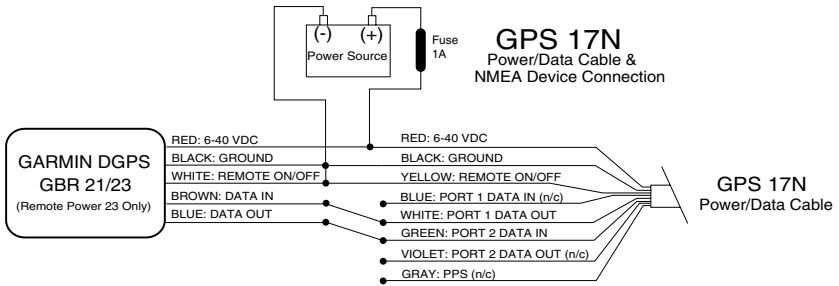 (-) (+)
Power Source
Fuse
1A
GPS 17N
Power/Data Cable &
NMEA Device Connection
GARMIN DGPS
GBR 21/23
(Remote Power 23 Only)
RED: 6-40 VDC
BLACK: GROUND
WHITE: REMOTE ON/OFF
BROWN: DATA IN
BLUE: DATA OUT
RED: 6-40 VDC
BLACK: GROUND
YELLOW: REMOTE ON/OFF
BLUE: PORT 1 DATA IN (n/c)
WHITE: PORT 1 DATA OUT
GREEN: PORT 2 DATA IN
VIOLET: PORT 2 DATA OUT (n/c)
GRAY: PPS (n/c)
GPS 17N
Power/Data Cable